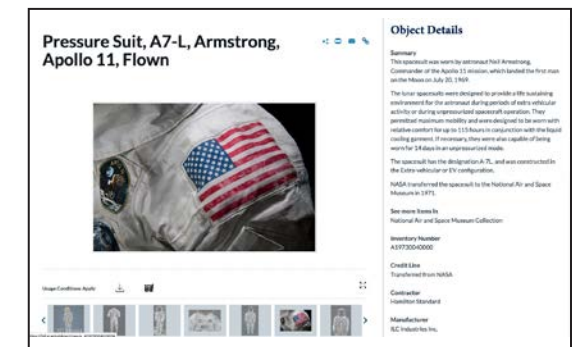 Pressure Suit, A7-L, Armstrong,
Apollo 11, Flown
Usage Conditions Apply
Object Details
Summary
This spacesuit was worn by astronaut Neil Armstrong,
Commander of the Apollo 11 mission, which landed the first man
on the Moon on July 20, 1969.
The lunar spacesuits were designed to provide a life sustaining
environment for the astronaut during periods of extra vehicular
activity or during unpressurized spacecraft operation. They
permitted maximum mobility and were designed to be worn with
relative comfort for up to 115 hours in conjunction with the liquid
cooling garment. If necessary, they were also capable of being
worn for 14 days in an unpressurized mode.
The spacesuit has the designation A-7L, and was constructed in
the Extra-vehicular or EV configuration.
NASA transferred the spacesuit to the National Air and Space
Museum in 1971.
See more items in
National Air and Space Museum Collection
Inventory Number
A19730040000
Credit Line
Transferred from NASA
Contractor
Hamilton Standard
Manufacturer
ILC Industries Inc.